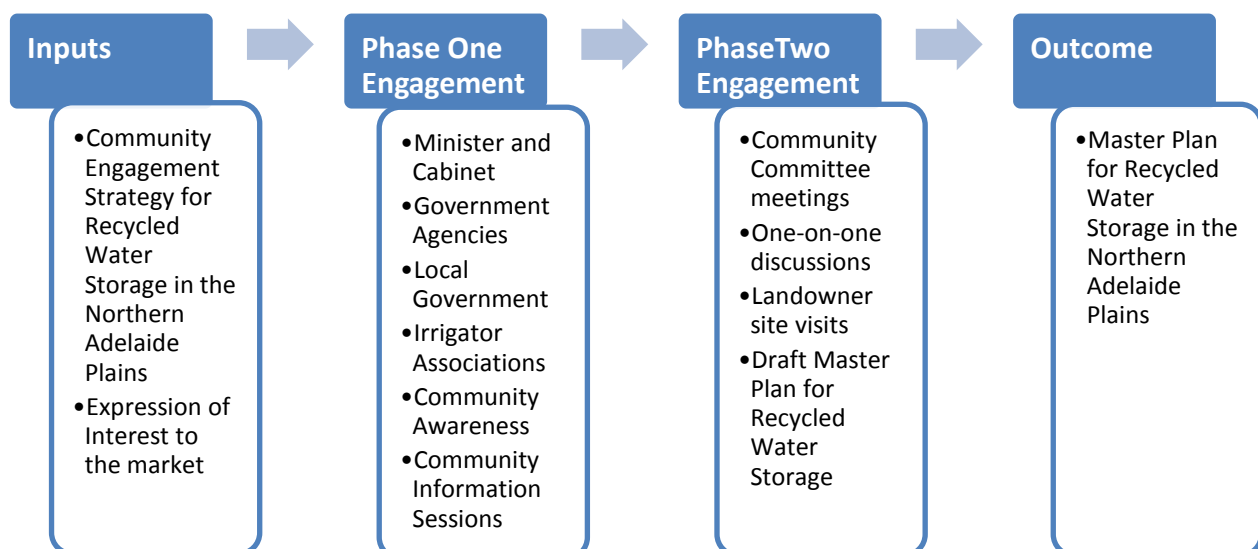 Inputs
•Community
Engagement
Strategy for
Recycled
Water
Storage in the
Northern
Adelaide
Plains
•Expression of
Interest to
the market
Phase One
Engagement
•Minister and
Cabinet
•Government
Agencies
•Local
Government
•Irrigator
Associations
•Community
Awareness
•Community
Information
Sessions
PhaseTwo
Engagement
•Community
Committee
meetings
•One-on-one
discussions
•Landowner
site visits
•Draft Master
Plan for
Recycled
Water
Storage
Outcome
•Master Plan
for Recycled
Water
Storage in the
Northern
Adelaide
Plains